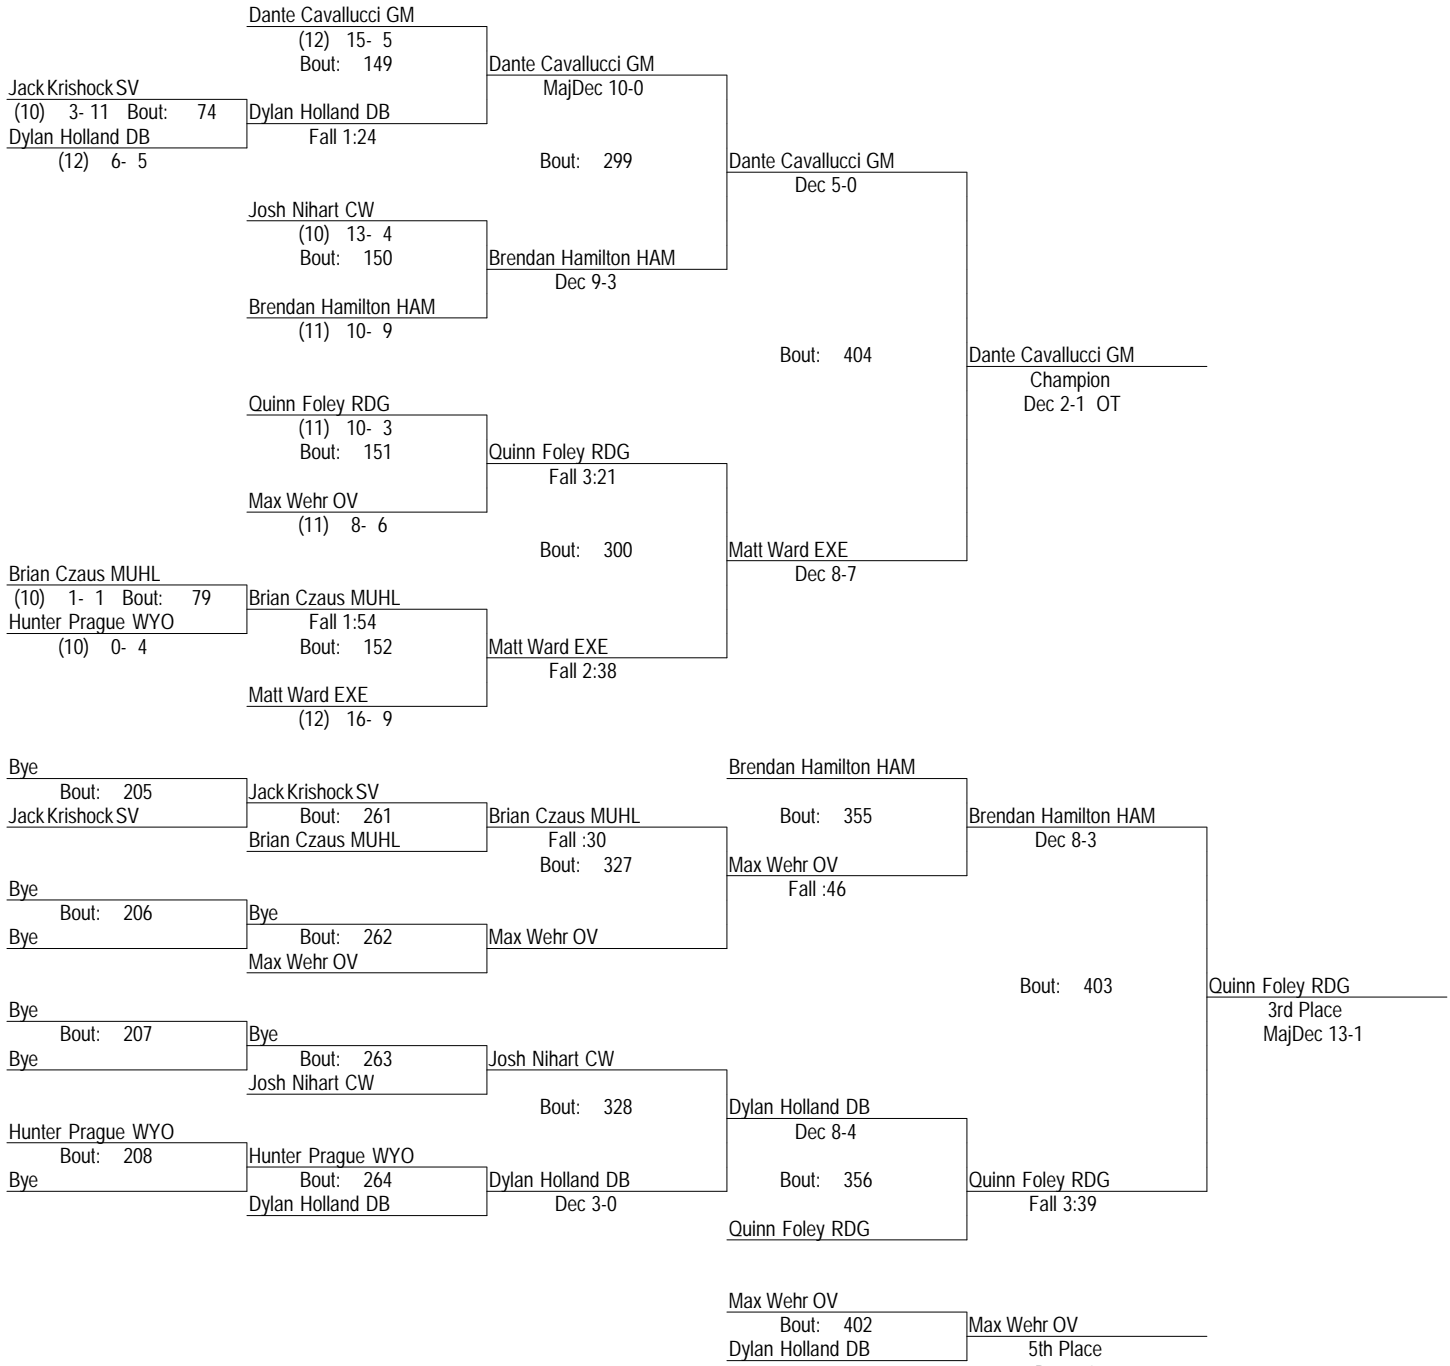 Dante Cavallucci GM
(12) 15- 5
Bout: 149
Dante Cavallucci GM
MajDec 10-0
Jack Krishock SV
(10) 3- 11 Bout: 74
Dylan Holland DB
Fall 1:24
Dylan Holland DB
(12) 6- 5
Bout: 299
Dante Cavallucci GM
Dec 5-0
Josh Nihart CW
(10) 13- 4
Bout: 150
Brendan Hamilton HAM
Dec 9-3
Brendan Hamilton HAM
(11) 10- 9
Bout: 404
Dante Cavallucci GM
Champion
Dec 2-1 OT
Quinn Foley RDG
(11) 10- 3
Bout: 151
Quinn Foley RDG
Fall 3:21
Max Wehr OV
(11) 8- 6
Bout: 300
Matt Ward EXE
Dec 8-7
Brian Czaus MUHL
(10) 1- 1 Bout: 79
Brian Czaus MUHL
Hunter Prague WYO
Fall 1:54
(10) 0- 4
Bout: 152
Matt Ward EXE
Fall 2:38
Matt Ward EXE
(12) 16- 9
Bye
Bout: 205
Jack Krishock SV
Jack Krishock SV
Bout: 261
Brian Czaus MUHL
Brian Czaus MUHL
Fall :30
Bout: 327
Brendan Hamilton HAM
Bout: 355
Brendan Hamilton HAM
Dec 8-3
Max Wehr OV
Fall :46
Bye
Bout: 206
Bye
Bye
Bout: 262
Max Wehr OV
Max Wehr OV
Bout: 403
Quinn Foley RDG
3rd Place
MajDec 13-1
Bye
Bout: 207
Bye
Bye
Bout: 263
Josh Nihart CW
Josh Nihart CW
Bout: 328
Dylan Holland DB
Dec 8-4
Hunter Prague WYO
Bout: 208
Hunter Prague WYO
Bye
Bout: 264
Dylan Holland DB
Dylan Holland DB
Dec 3-0
Bout: 356
Quinn Foley RDG
Fall 3:39
Quinn Foley RDG
Max Wehr OV
Bout: 402
Max Wehr OV
Dylan Holland DB
5th Place